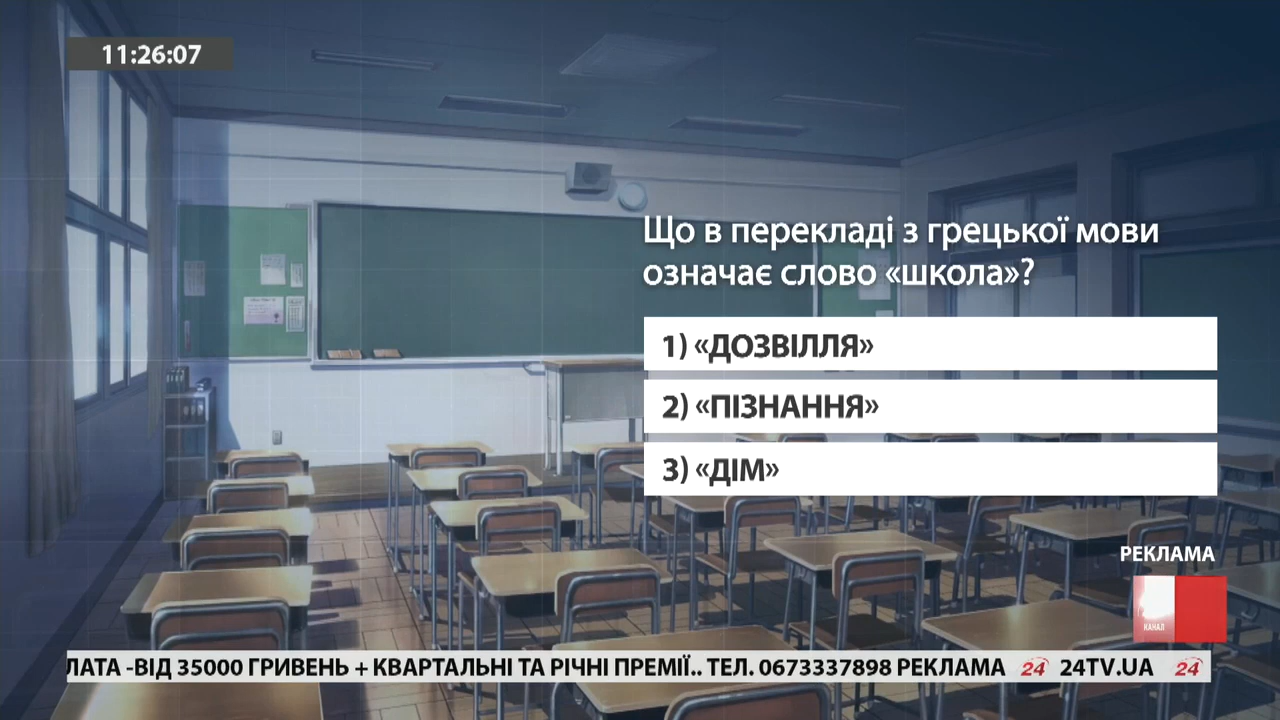 11:26:07
Що в перекладі з грецької мови
означає слово «школа»?
1) «ДОЗВІЛЛЯ»
2) «ПІЗНАННЯ»
3) «ДІМ»
РЕКЛАМА
КАНАЛ
ЛАТА -ВІД 35000 ГРИВЕНЬ + КВАРТАЛЬНІ ТА РІЧНІ ПРЕМІЇ.. ТЕЛ. 0673337898 РЕКЛАМА 24 24TV.UA 24